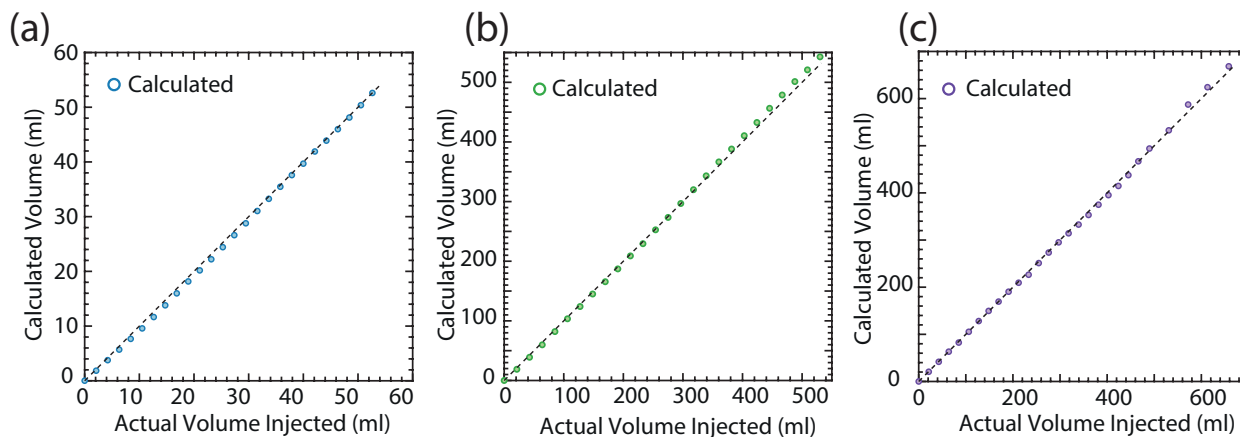 (a)
60
50
40
30
20
10
0
Calculated Volume (ml)
Calculated
0 10 20 30 40 50 60
Actual Volume Injected (ml)
(b)
500
400
300
200
100
0
Calculated Volume (ml)
Calculated
0 100 200 300 400 500
Actual Volume Injected (ml)
(c)
600
400
200
0
Calculated Volume (ml)
Calculated
0 200 400 600
Actual Volume Injected (ml)